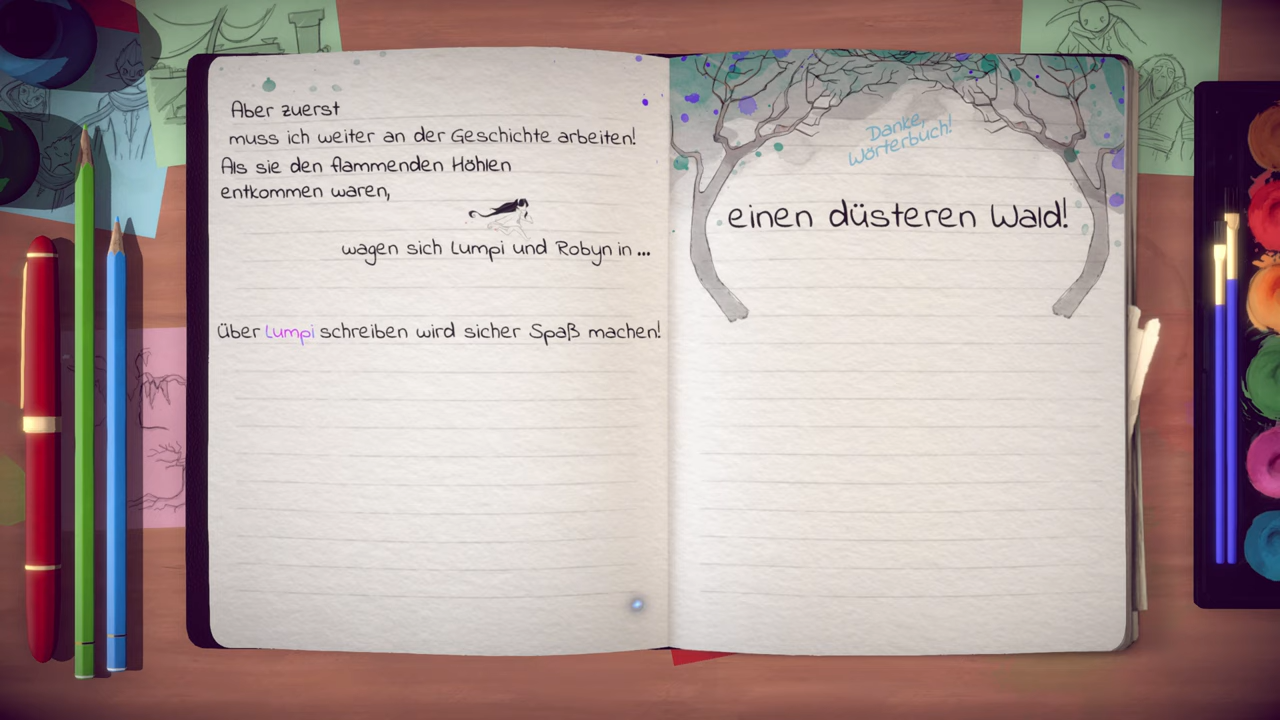 Aber zuerst
muss ich weiter an der Geschichte arbeiten!
Als sie den flammenden Höhlen
entkommen waren,
wagen sich Lumpi und Robyn in ...
Über Lumpi schreiben wird sicher Spaß machen!
Danke,
Wörterbuch!
einen düsteren Wald!